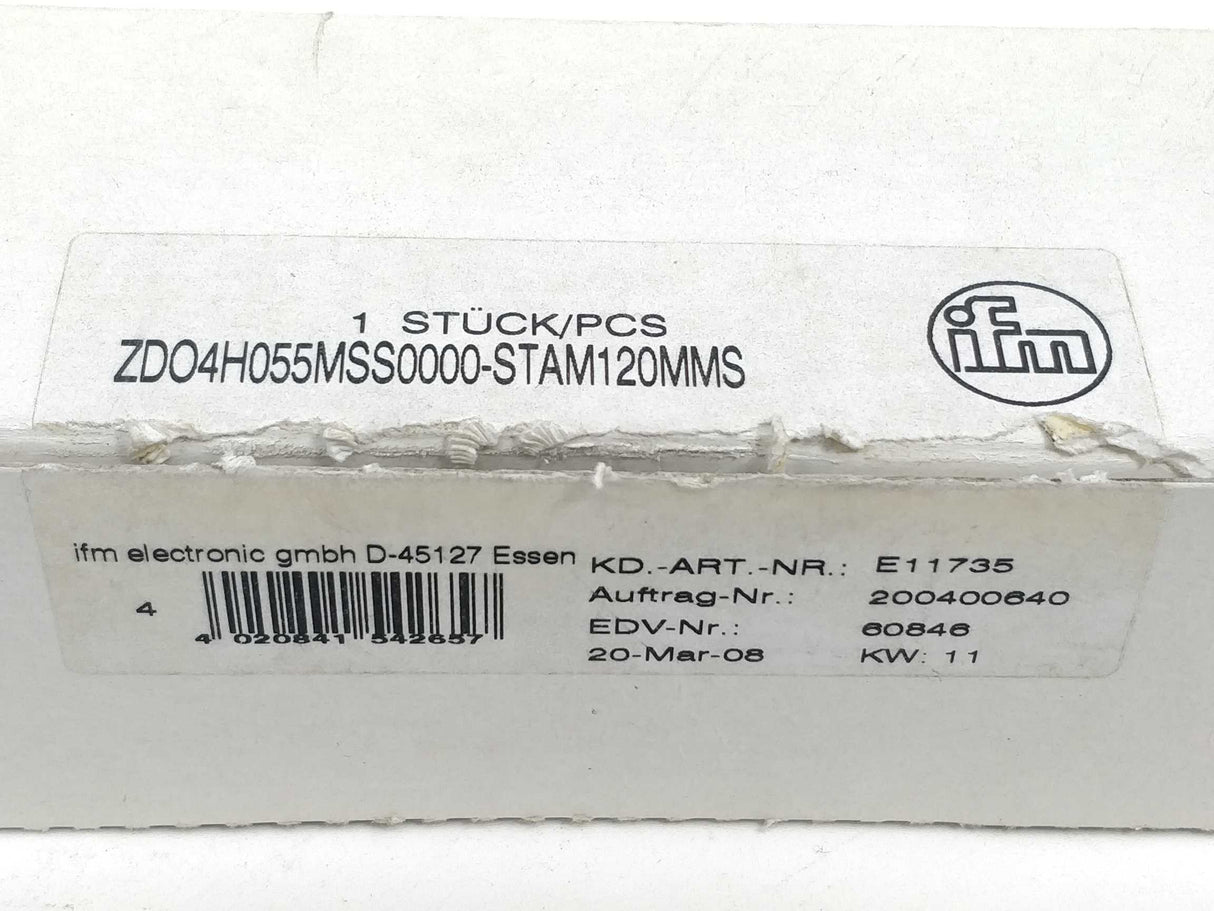 1 STÜCK/PCS
ZDO4H055MSS0000-STAM120MMS
ifm
ifm electronic gmbh D-45127 Essen
4
4 020841 542657
KD.-ART.-NR.: E11735
Auftrag-Nr.: 200400640
EDV-Nr.: 60846
20-Mar-08 KW: 11